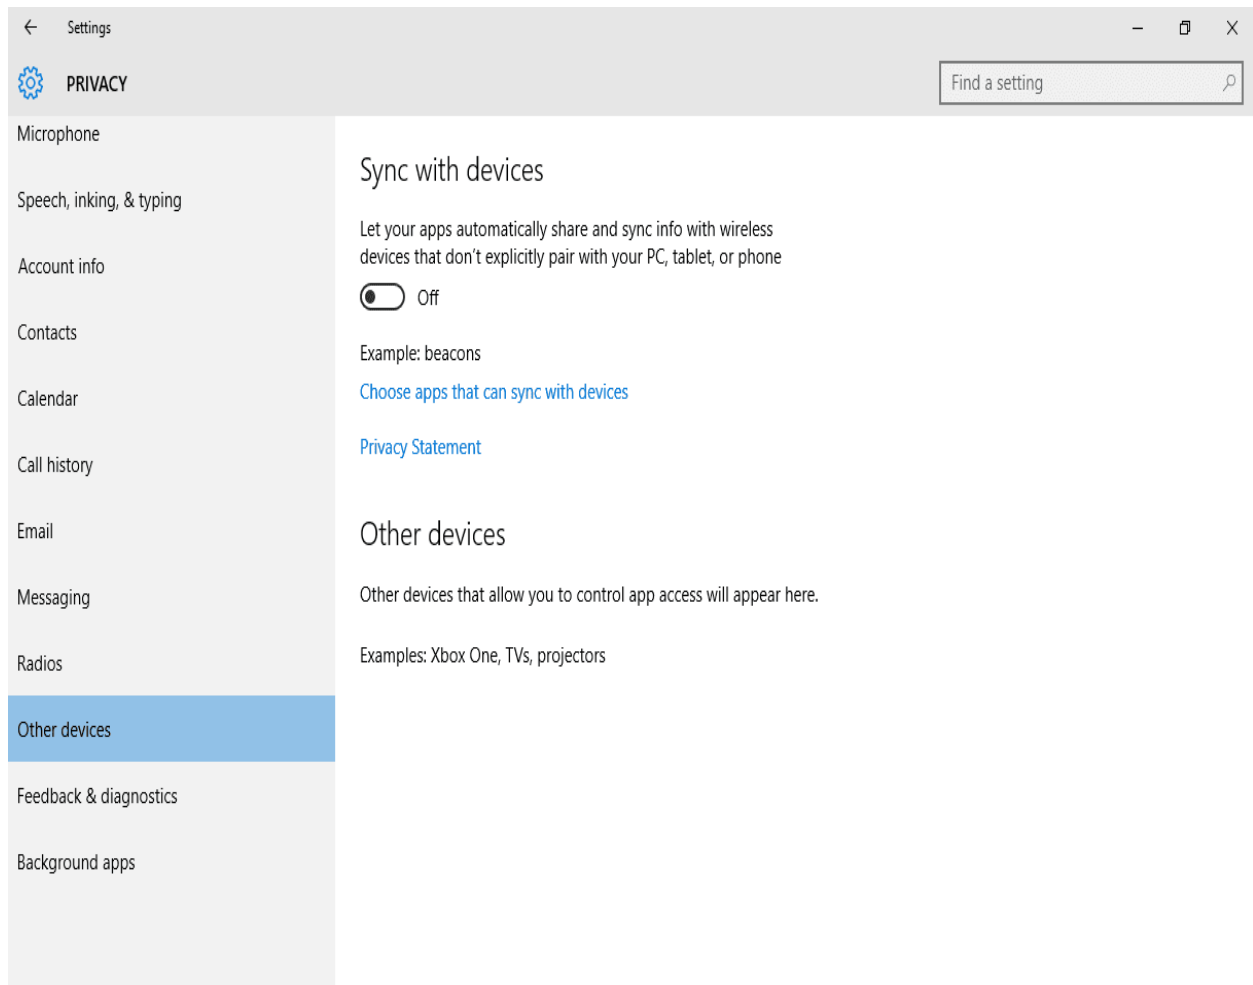 Settings
PRIVACY
Find a setting
Microphone
Speech, inking, & typing
Account info
Contacts
Calendar
Call history
Email
Messaging
Radios
Other devices
Feedback & diagnostics
Background apps
Sync with devices
Let your apps automatically share and sync info with wireless
devices that don't explicitly pair with your PC, tablet, or phone
Off
Example: beacons
Choose apps that can sync with devices
Privacy Statement
Other devices
Other devices that allow you to control app access will appear here.
Examples: Xbox One, TVs, projectors